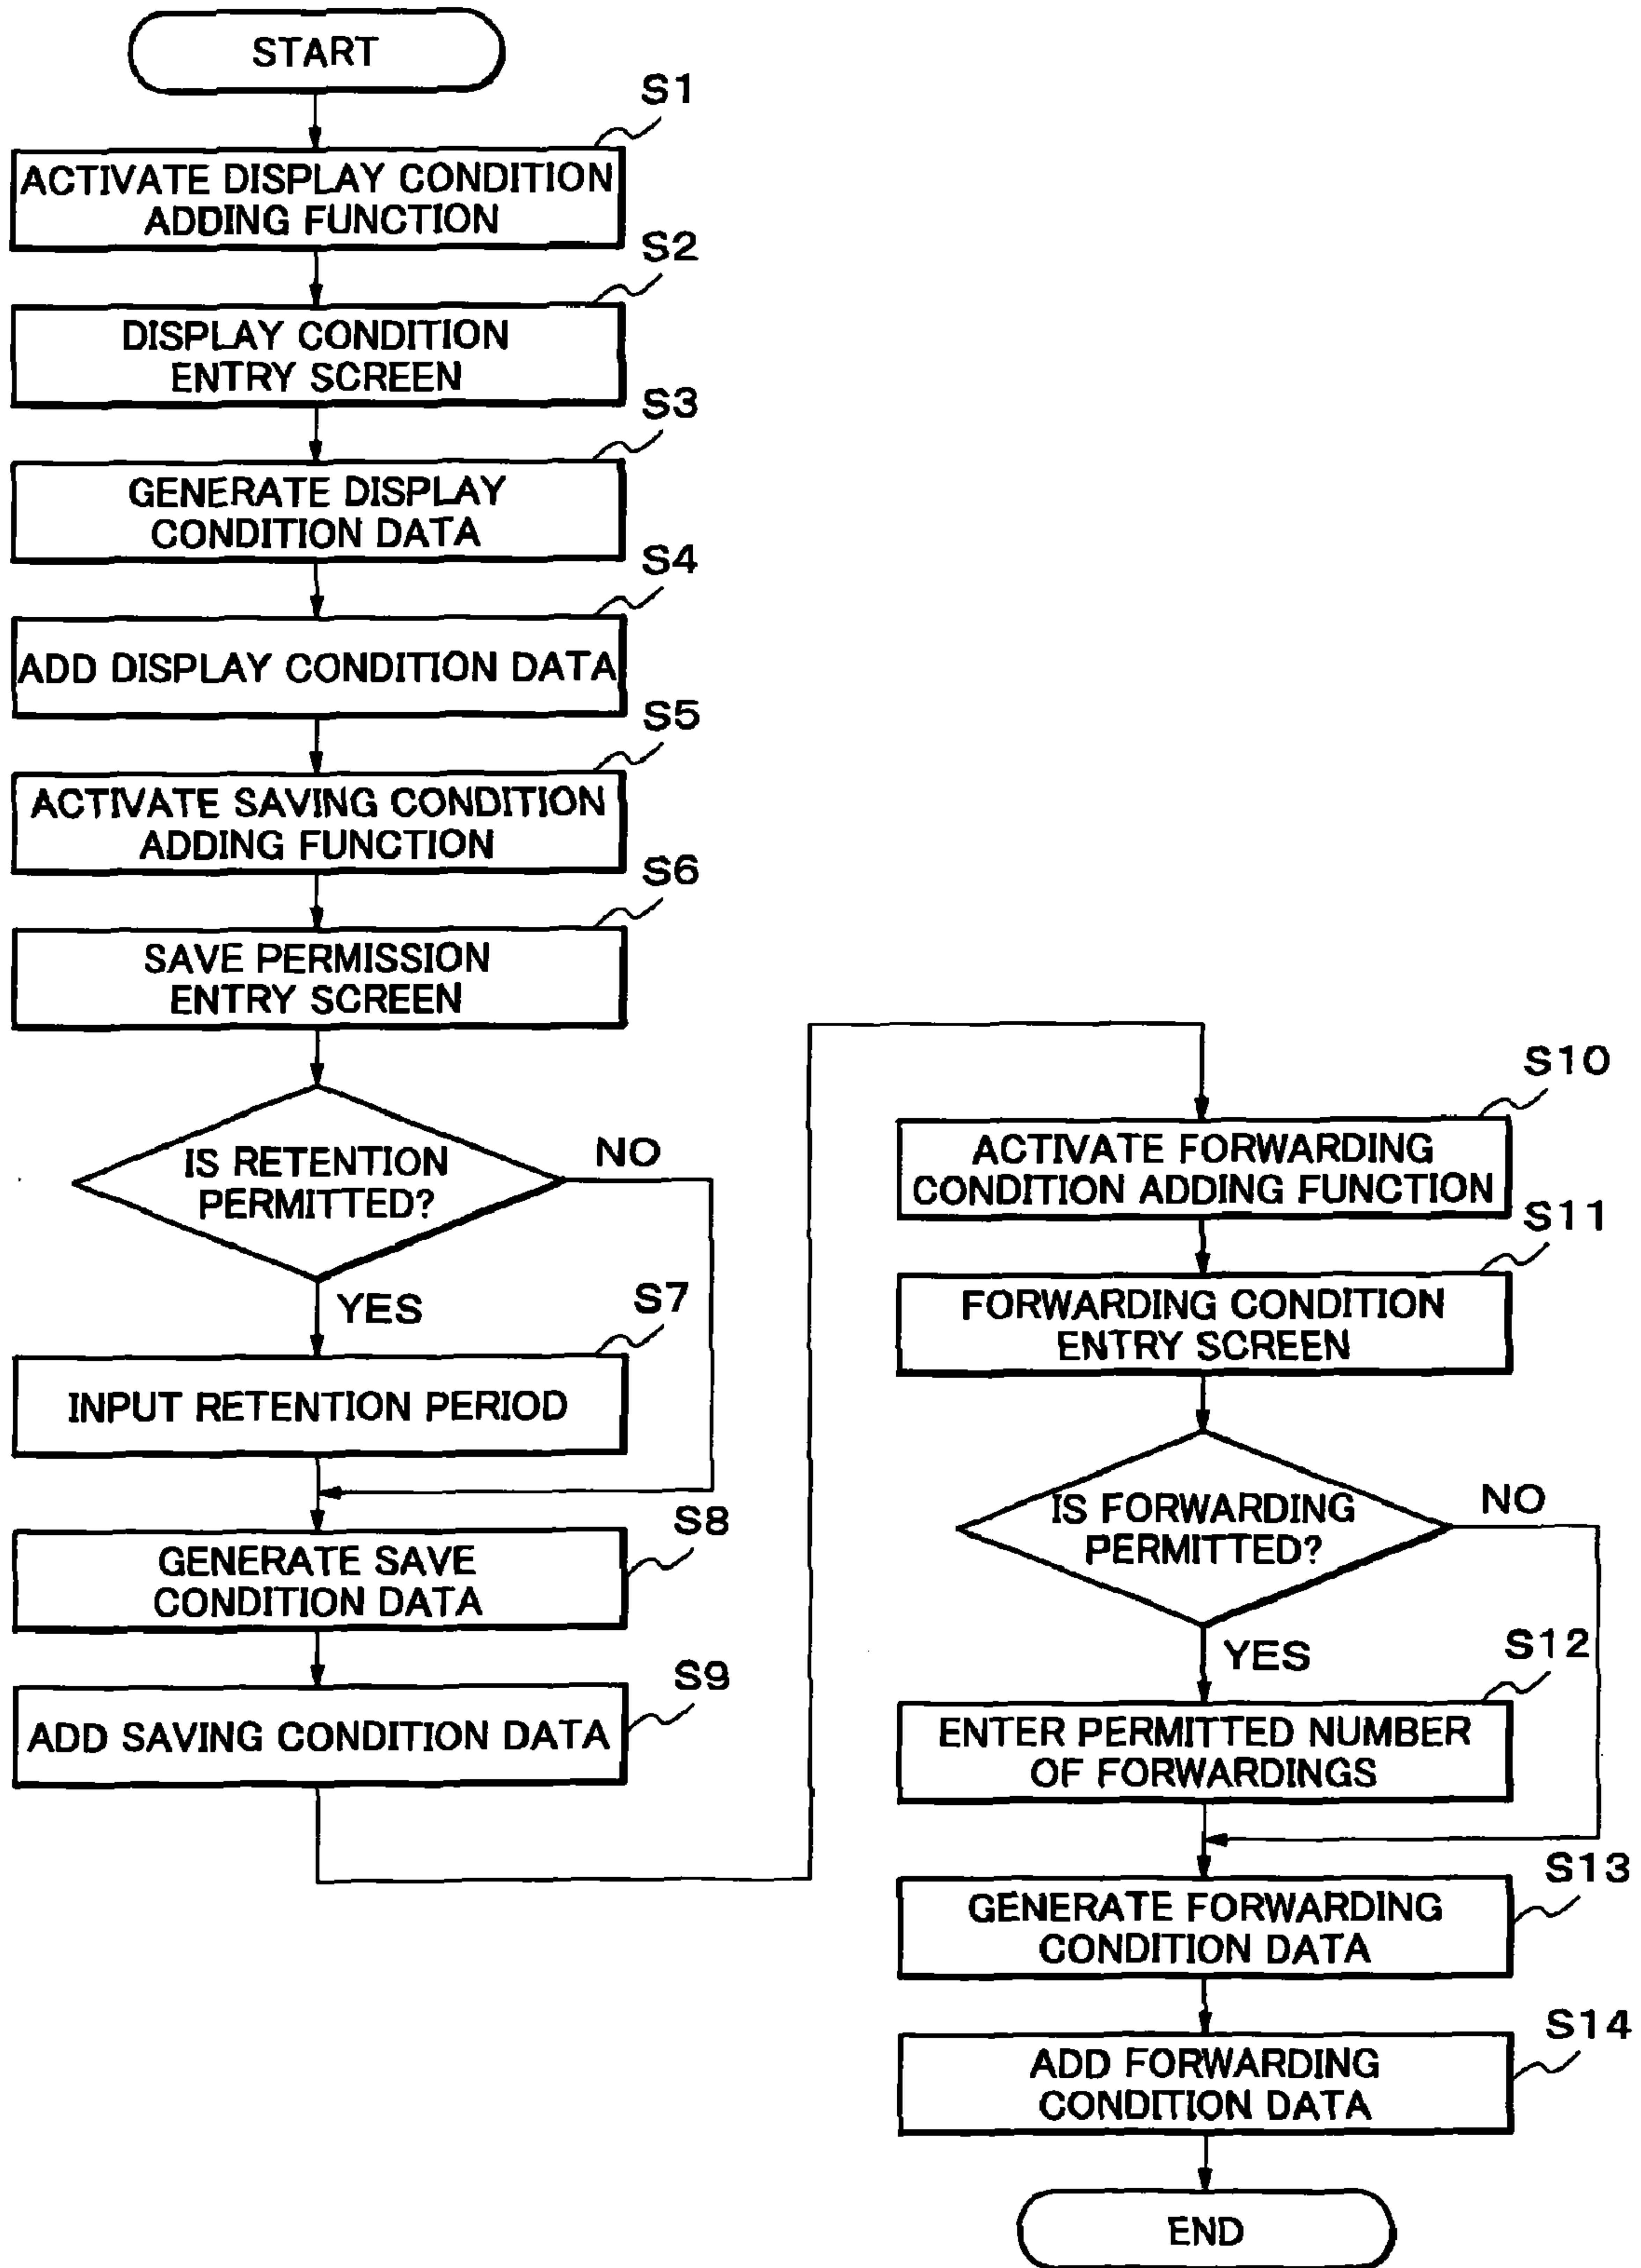 START
S1
ACTIVATE DISPLAY CONDITION
ADDING FUNCTION
S2
DISPLAY CONDITION
ENTRY SCREEN
S3
GENERATE DISPLAY
CONDITION DATA
S4
ADD DISPLAY CONDITION DATA
S5
ACTIVATE SAVING CONDITION
ADDING FUNCTION
S6
SAVE PERMISSION
ENTRY SCREEN
IS RETENTION
PERMITTED?
NO
YES
S7
INPUT RETENTION PERIOD
S8
GENERATE SAVE
CONDITION DATA
S9
ADD SAVING CONDITION DATA
S10
ACTIVATE FORWARDING
CONDITION ADDING FUNCTION
S11
FORWARDING CONDITION
ENTRY SCREEN
IS FORWARDING
PERMITTED?
NO
YES
S12
ENTER PERMITTED NUMBER
OF FORWARDINGS
S13
GENERATE FORWARDING
CONDITION DATA
S14
ADD FORWARDING
CONDITION DATA
END